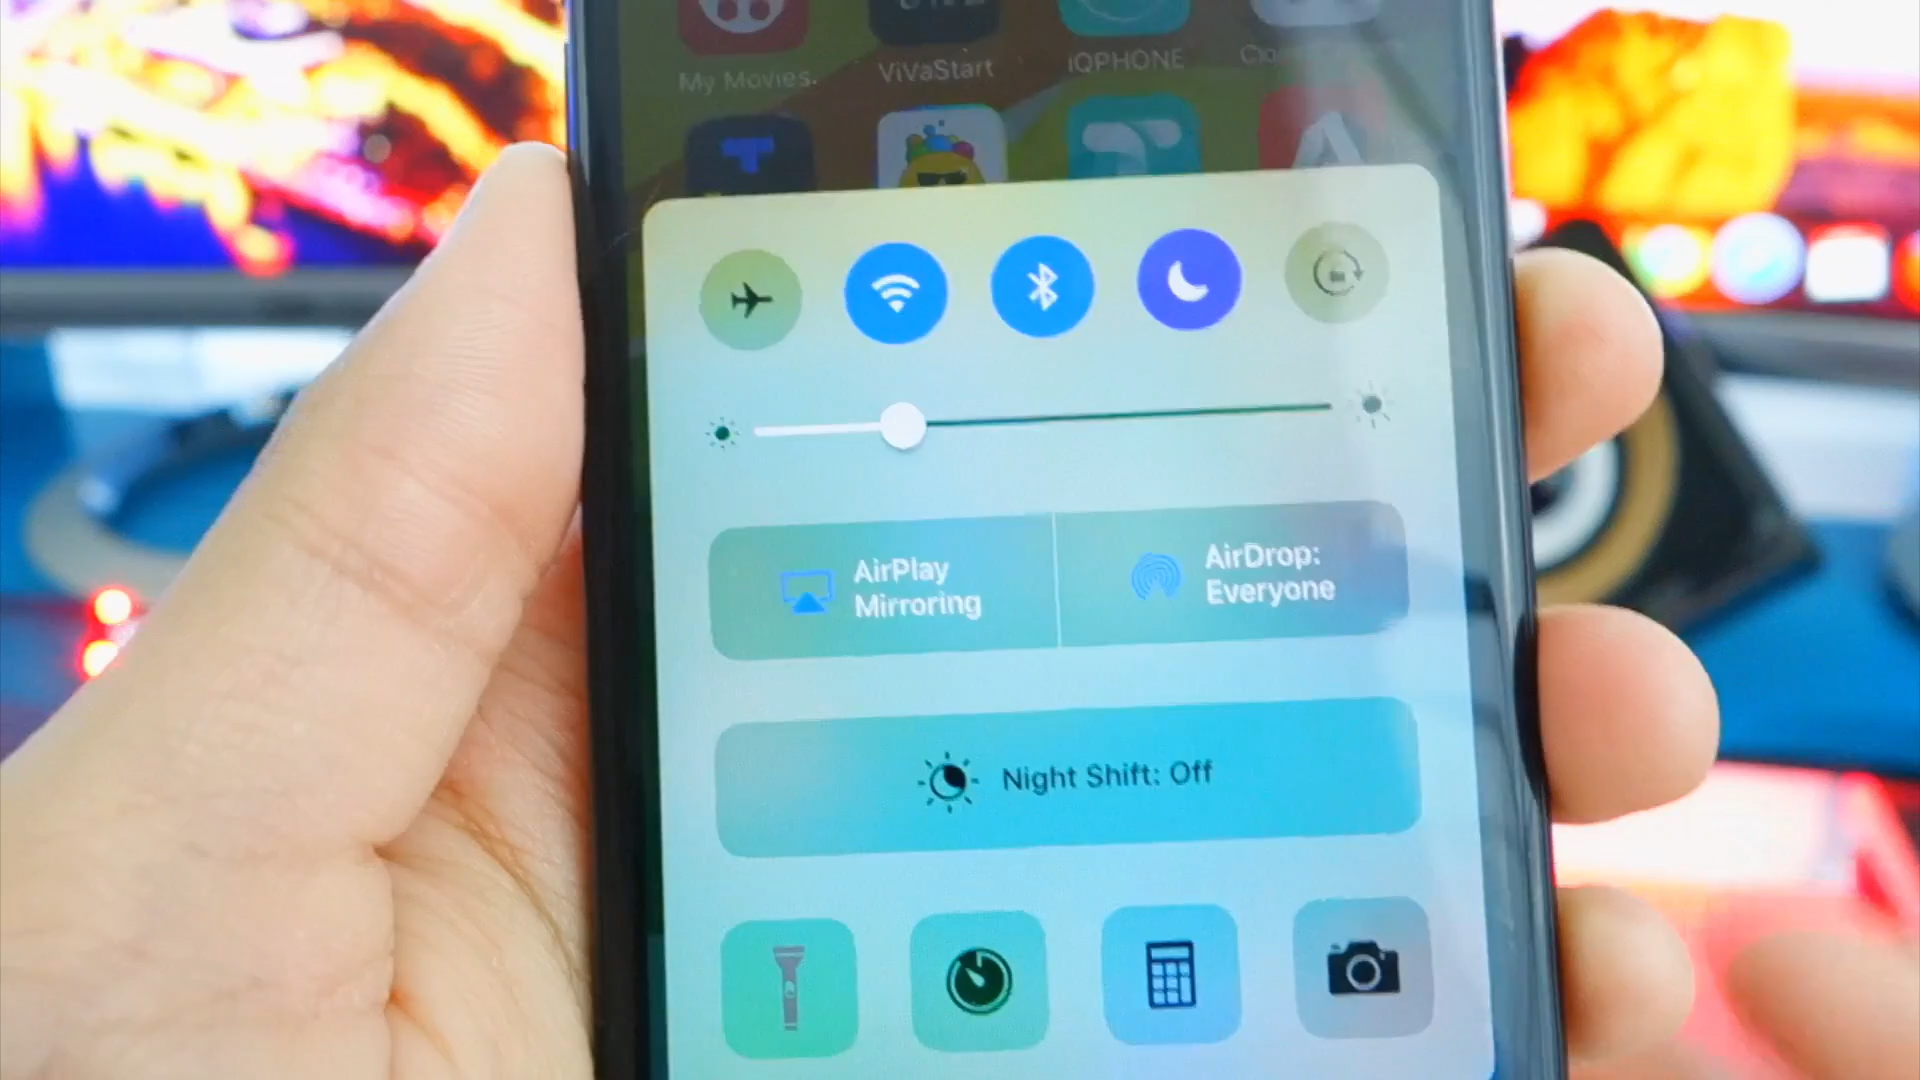 My Movies.
ViVaStart
iQPHONE
AirPlay
Mirroring
AirDrop:
Everyone
Night Shift: Off